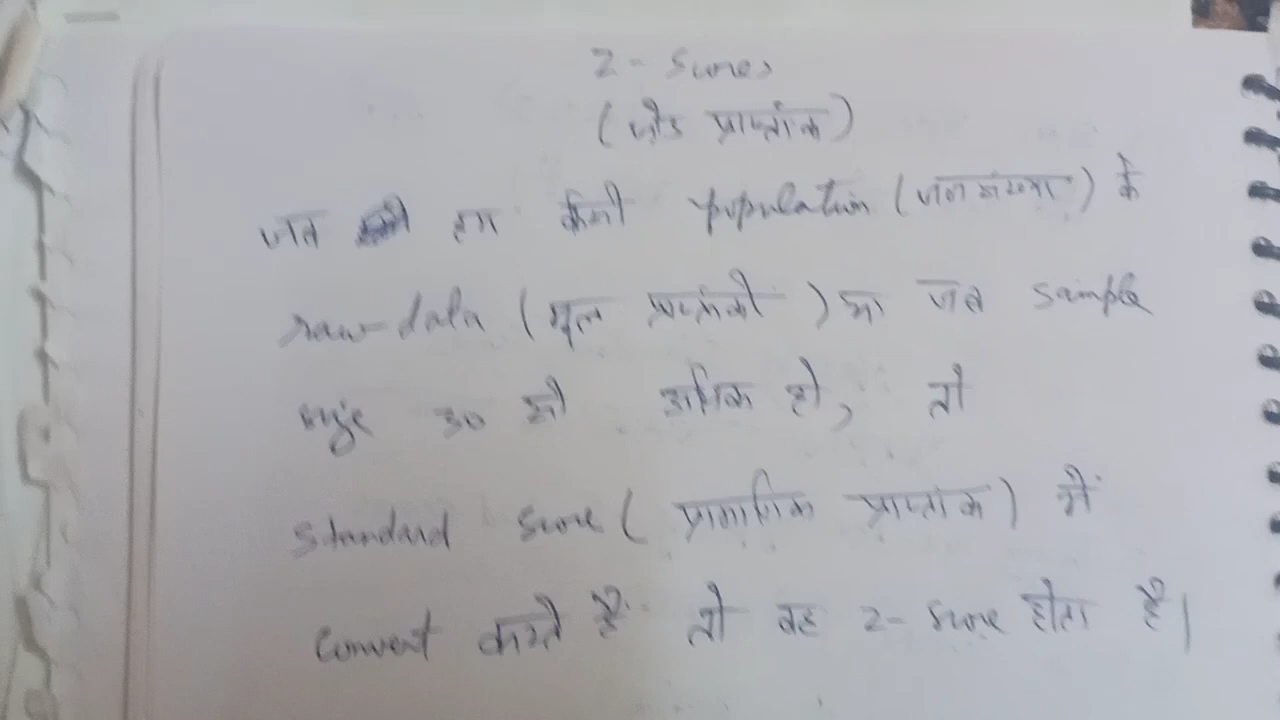 Z - Scores
(जेड प्राप्तांक)
जब हम किसी population (जनसंख्या) के
raw data (मूल प्राप्तांको) या जब sample
size 30 से अधिक हो, तो
standard score (प्रामाणिक प्राप्तांक) में
convert करते हैं तो वह z- score होता है।